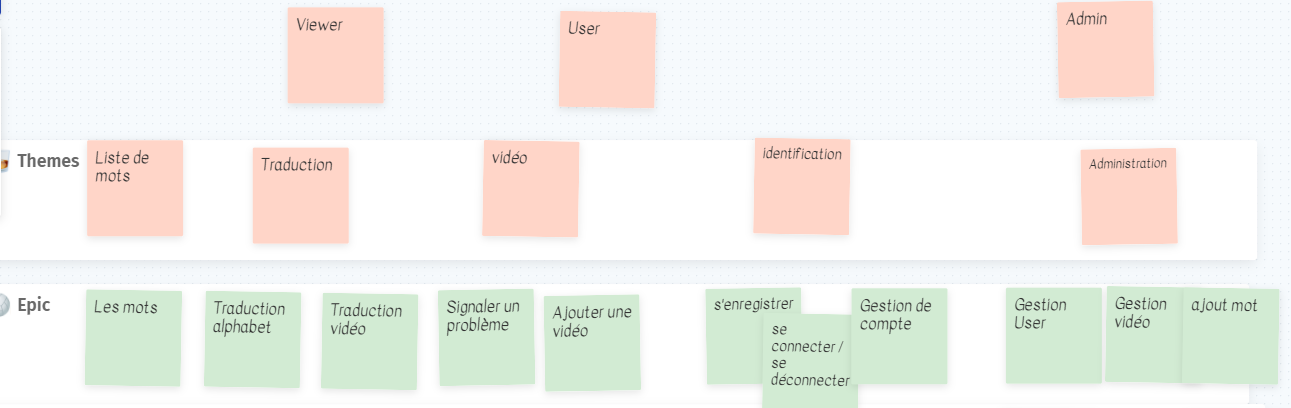 Viewer
User
Admin
Themes
Liste de
mots
Traduction
vidéo
identification
Administration
Epic
Les mots
Traduction
alphabet
Traduction
vidéo
Signaler un
problème
Ajouter une
vidéo
s'enregistrer
se
connecter /
se
déconnecter
Gestion de
compte
Gestion
User
Gestion
vidéo
ajout mot